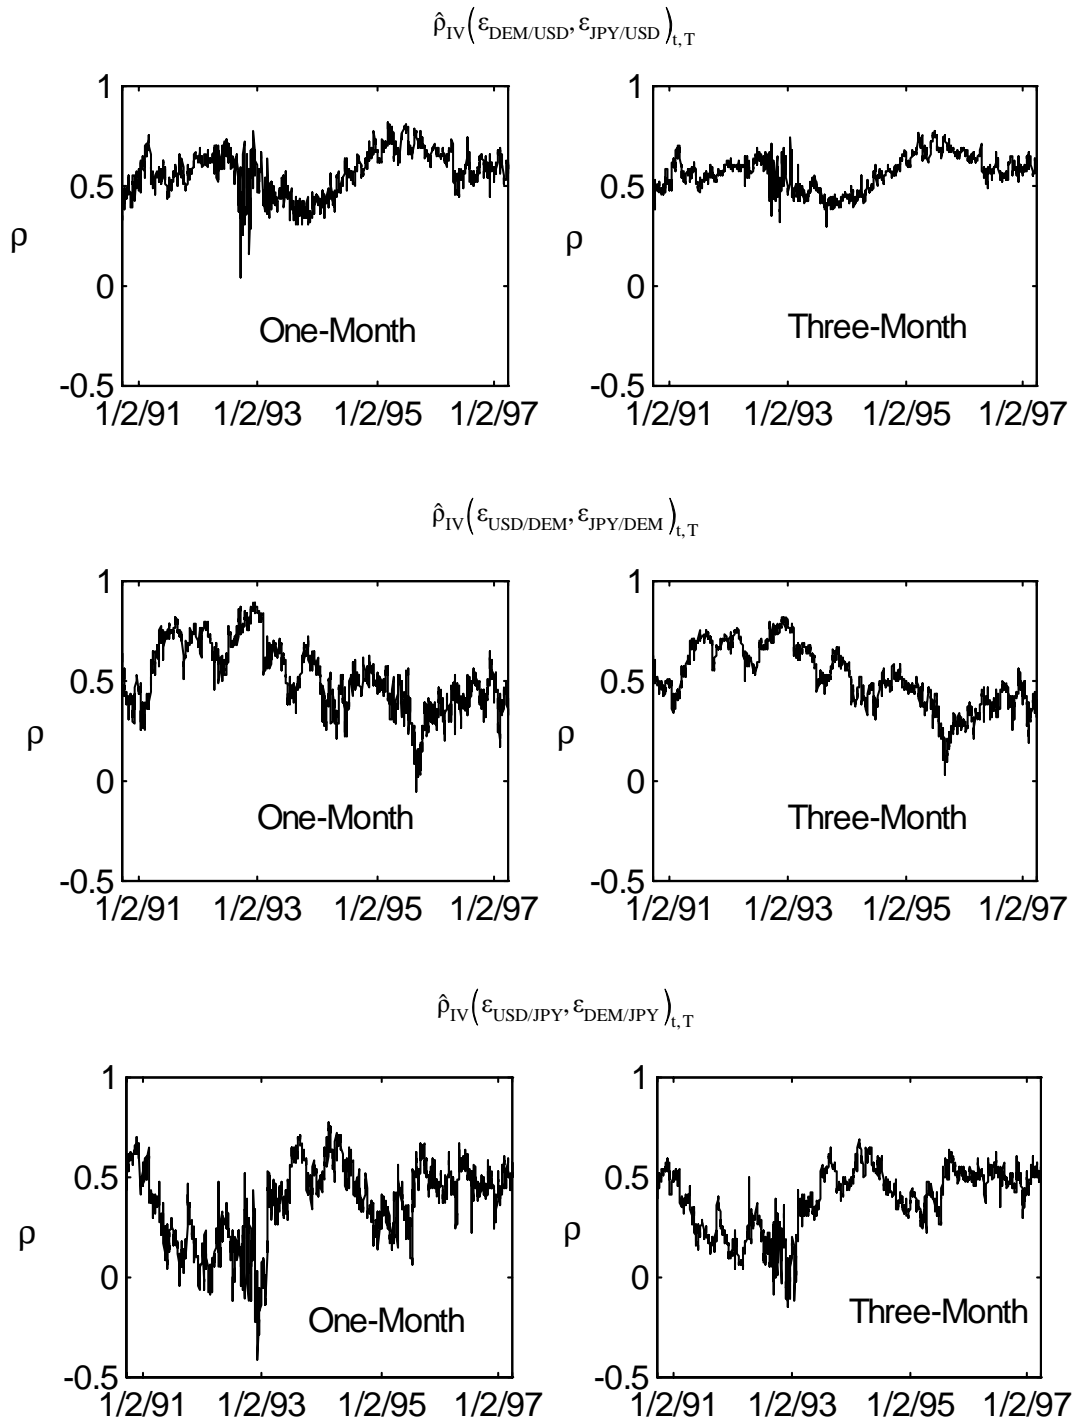 ρ̂IV(εDEM/USD, εJPY/USD)t,T
1
0.5
ρ
0
One-Month
-0.5
1/2/91 1/2/93 1/2/95 1/2/97
1
0.5
ρ
0
Three-Month
-0.5
1/2/91 1/2/93 1/2/95 1/2/97
ρ̂IV(εUSD/DEM, εJPY/DEM)t,T
1
0.5
ρ
0
One-Month
-0.5
1/2/91 1/2/93 1/2/95 1/2/97
1
0.5
ρ
0
Three-Month
-0.5
1/2/91 1/2/93 1/2/95 1/2/97
ρ̂IV(εUSD/JPY, εDEM/JPY)t,T
1
0.5
ρ
0
One-Month
-0.5
1/2/91 1/2/93 1/2/95 1/2/97
1
0.5
ρ
0
Three-Month
-0.5
1/2/91 1/2/93 1/2/95 1/2/97